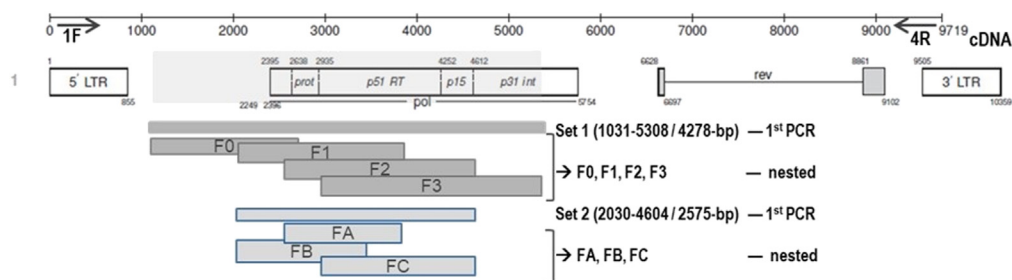 0 1000 2000 3000 4000 5000 6000 7000 8000 9000 9719
1F 4R cDNA
1 2395 2638 2935 4252 4612 6628 8861 9505
1 5' LTR prot p51 RT p15 p31 int rev 3' LTR
855 2249 2396 pol 5754 6697 9102 10359
Set 1 (1031-5308 / 4278-bp) — 1st PCR
F0
F1
F2 → F0, F1, F2, F3 — nested
F3
Set 2 (2030-4604 / 2575-bp) — 1st PCR
FA
FB → FA, FB, FC — nested
FC